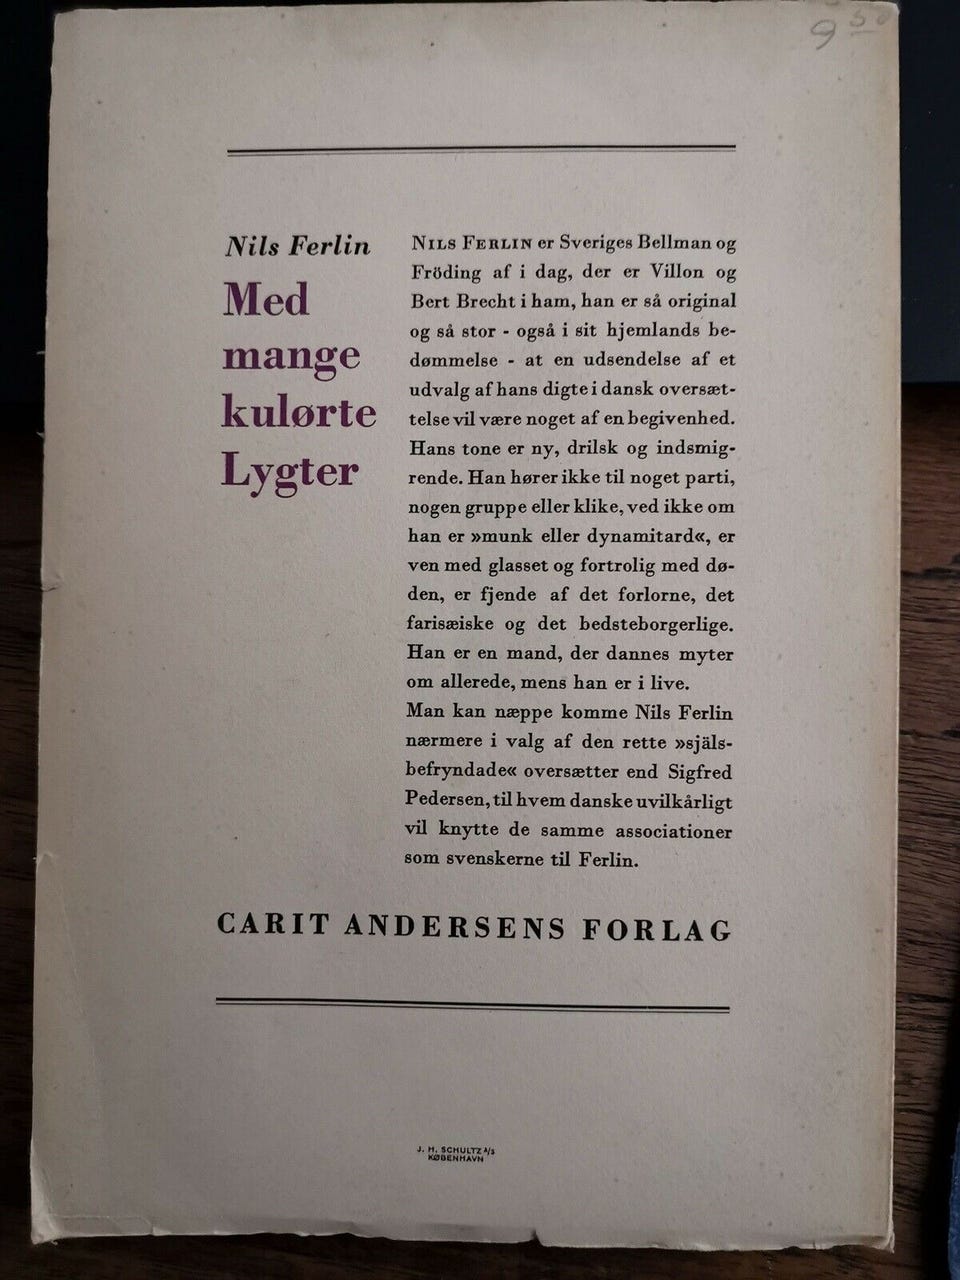 9 50
Nils Ferlin
Med
mange
kulørte
Lygter
NILS FERLIN er Sveriges Bellman og
Fröding af i dag, der er Villon og
Bert Brecht i ham, han er så original
og så stor - også i sit hjemlands be-
dømmelse - at en udsendelse af et
udvalg af hans digte i dansk oversæt-
telse vil være noget af en begivenhed.
Hans tone er ny, drilsk og indsmig-
rende. Han hører ikke til noget parti,
nogen gruppe eller klike, ved ikke om
han er »munk eller dynamitard«, er
ven med glasset og fortrolig med dø-
den, er fjende af det forlorne, det
farisæiske og det bedsteborgerlige.
Han er en mand, der dannes myter
om allerede, mens han er i live.
Man kan næppe komme Nils Ferlin
nærmere i valg af den rette »själs-
befryndade« oversætter end Sigfred
Pedersen, til hvem danske uvilkårligt
vil knytte de samme associationer
som svenskerne til Ferlin.
CARIT ANDERSENS FORLAG
J. H. SCHULTZ A/S
KØBENHAVN